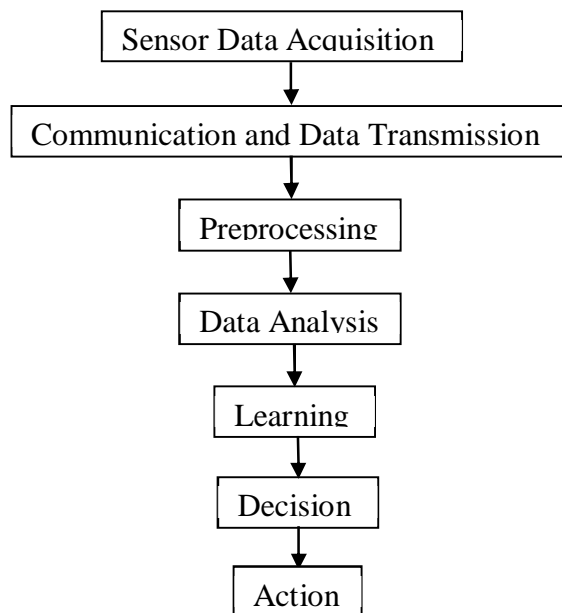 Sensor Data Acquisition
Communication and Data Transmission
Preprocessing
Data Analysis
Learning
Decision
Action